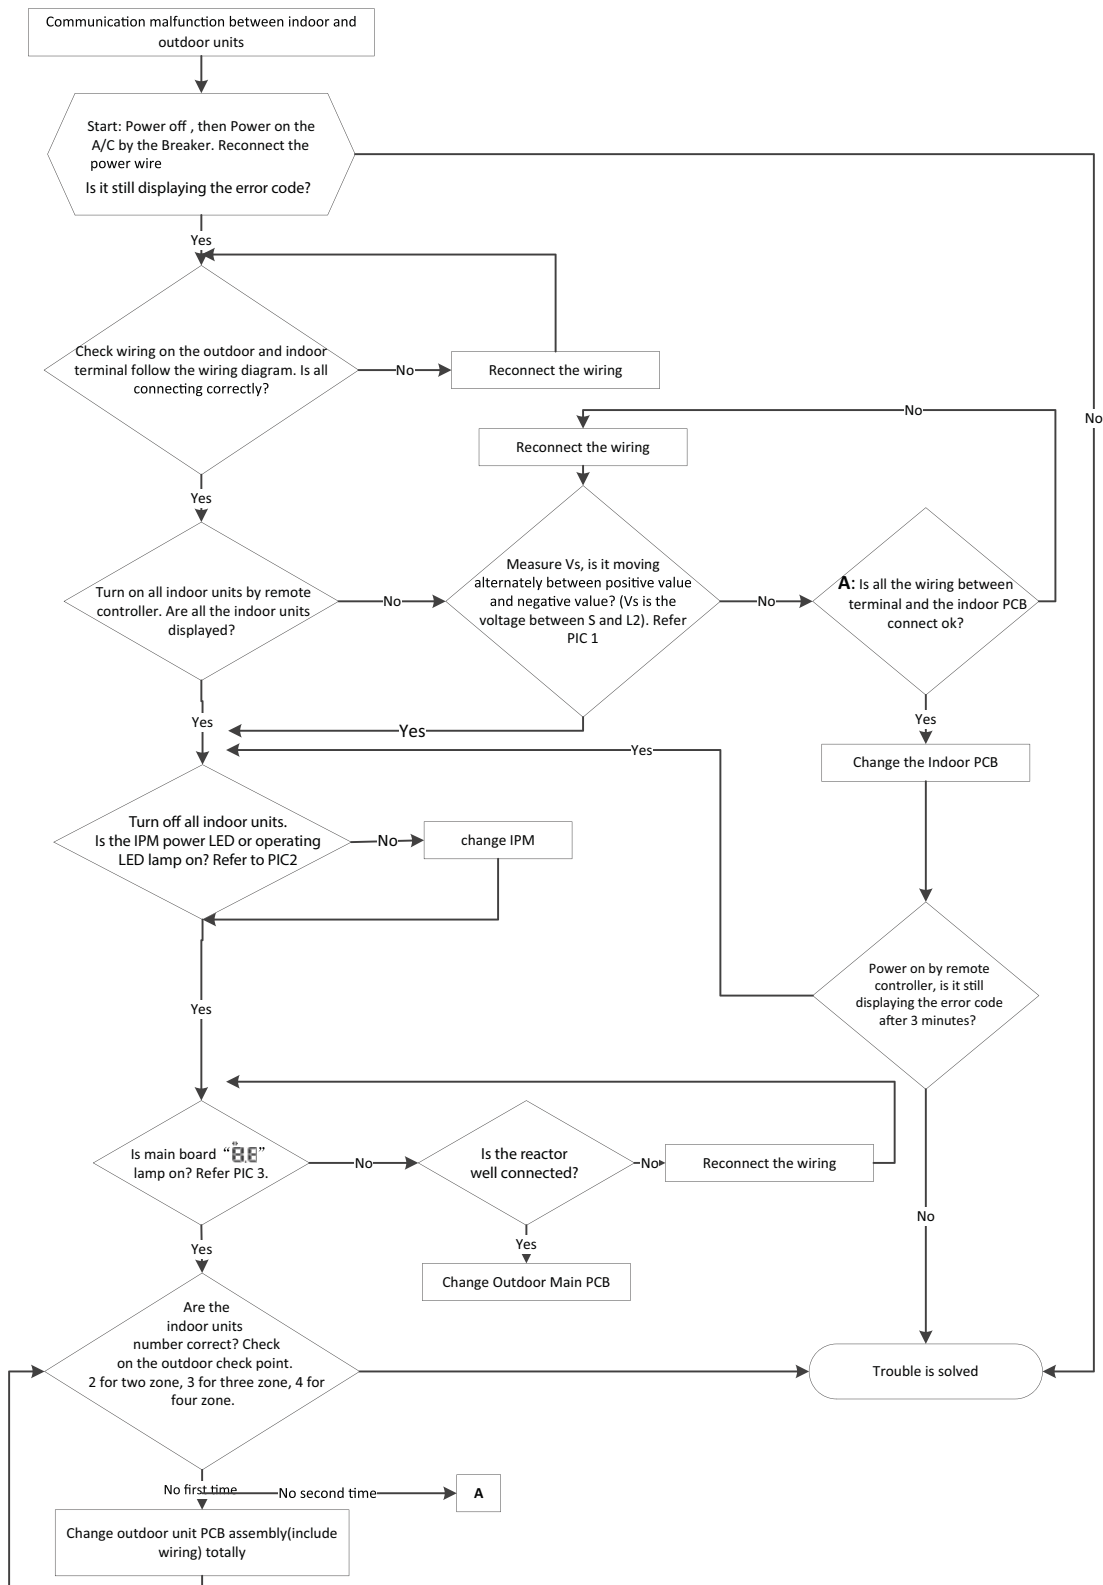 Communication malfunction between indoor and
outdoor units
Start: Power off , then Power on the
A/C by the Breaker. Reconnect the
power wire
Is it still displaying the error code?
Yes
No
Check wiring on the outdoor and indoor
terminal follow the wiring diagram. Is all
connecting correctly?
No
Reconnect the wiring
No
Reconnect the wiring
Yes
Turn on all indoor units by remote
controller. Are all the indoor units
displayed?
No
Measure Vs, is it moving
alternately between positive value
and negative value? (Vs is the
voltage between S and L2). Refer
PIC 1
No
A: Is all the wiring between
terminal and the indoor PCB
connect ok?
Yes
Yes
Yes
Yes
Change the Indoor PCB
Turn off all indoor units.
Is the IPM power LED or operating
LED lamp on? Refer to PIC2
No
change IPM
Power on by remote
controller, is it still
displaying the error code
after 3 minutes?
Yes
Is main board “8.E”
lamp on? Refer PIC 3.
No
Is the reactor
well connected?
No
Reconnect the wiring
No
Yes
Yes
Change Outdoor Main PCB
Are the
indoor units
number correct? Check
on the outdoor check point.
2 for two zone, 3 for three zone, 4 for
four zone.
Trouble is solved
No first time
No second time
A
Change outdoor unit PCB assembly(include
wiring) totally